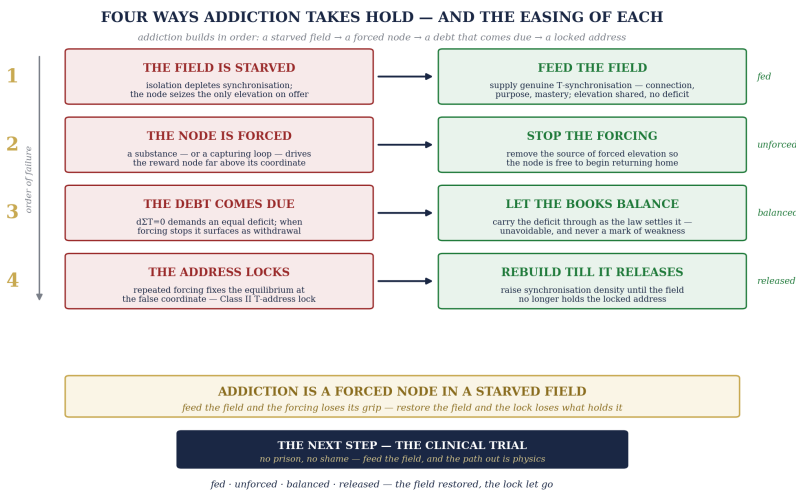 FOUR WAYS ADDICTION TAKES HOLD — AND THE EASING OF EACH
addiction builds in order: a starved field → a forced node → a debt that comes due → a locked address
1
THE FIELD IS STARVED
isolation depletes synchronisation;
the node seizes the only elevation on offer
FEED THE FIELD
supply genuine T-synchronisation — connection,
purpose, mastery; elevation shared, no deficit
fed
2
THE NODE IS FORCED
a substance — or a capturing loop — drives
the reward node far above its coordinate
STOP THE FORCING
remove the source of forced elevation so
the node is free to begin returning home
unforced
order of failure
3
THE DEBT COMES DUE
dΣT=0 demands an equal deficit; when
forcing stops it surfaces as withdrawal
LET THE BOOKS BALANCE
carry the deficit through as the law settles it —
unavoidable, and never a mark of weakness
balanced
4
THE ADDRESS LOCKS
repeated forcing fixes the equilibrium at
the false coordinate — Class II T-address lock
REBUILD TILL IT RELEASES
raise synchronisation density until the field
no longer holds the locked address
released
ADDICTION IS A FORCED NODE IN A STARVED FIELD
feed the field and the forcing loses its grip — restore the field and the lock loses what holds it
THE NEXT STEP — THE CLINICAL TRIAL
no prison, no shame — feed the field, and the path out is physics
fed · unforced · balanced · released — the field restored, the lock let go